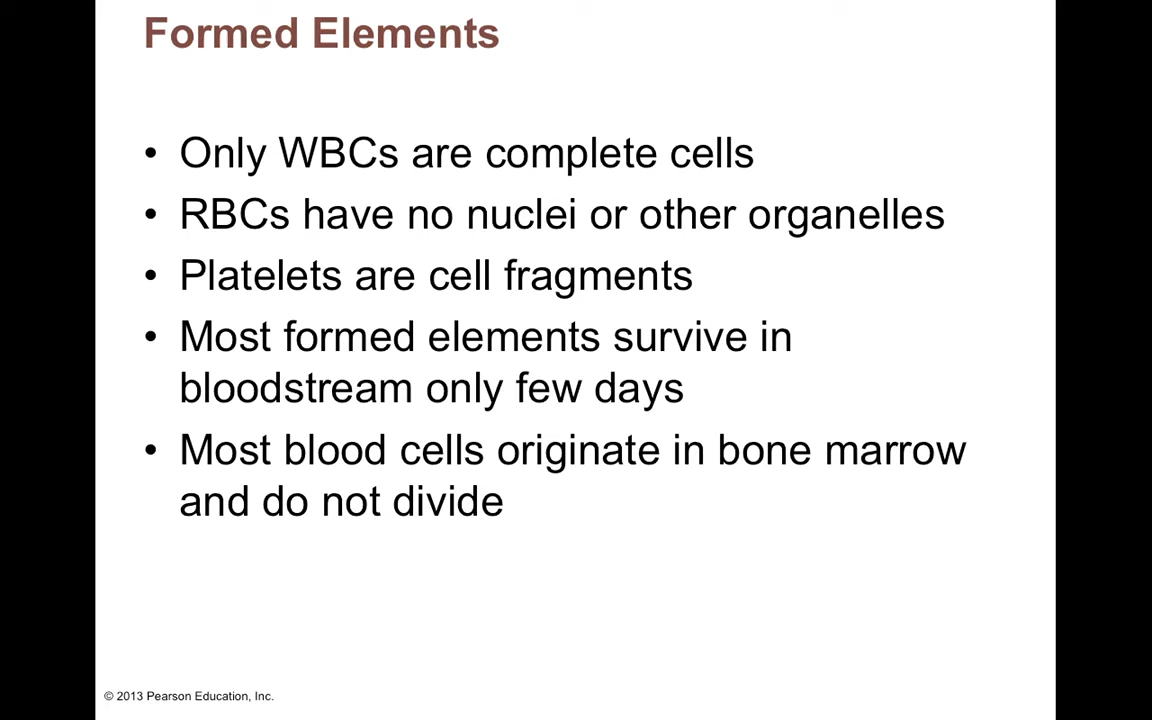 Formed Elements
• Only WBCs are complete cells
• RBCs have no nuclei or other organelles
• Platelets are cell fragments
• Most formed elements survive in
bloodstream only few days
• Most blood cells originate in bone marrow
and do not divide
© 2013 Pearson Education, Inc.